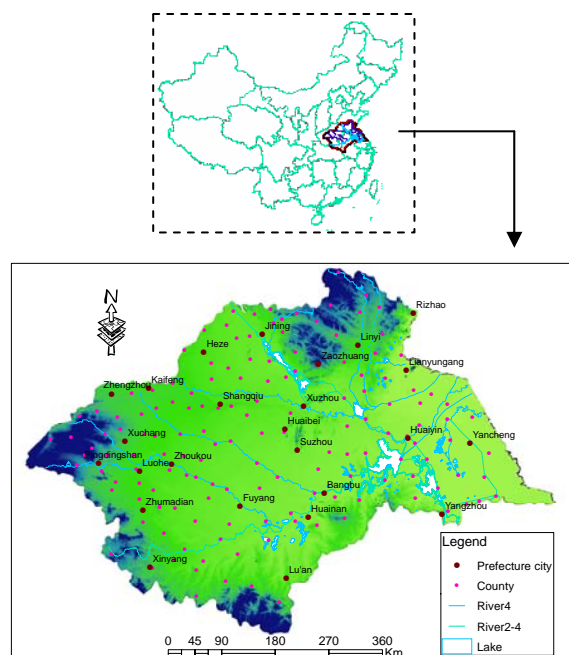 N
Rizhao
Jining
Linyi
Heze
Zaozhuang
Lianyungang
Zhengzhou
Kaifeng
Shangqiu
Xuzhou
Huaibei
Xuchang
Huaiyin
Yancheng
Suzhou
Pingdingshan
Luohe
Zhoukou
Bangbu
Zhumadian
Fuyang
Huainan
Yangzhou
Xinyang
Lu'an
Legend
Prefecture city
County
River4
River2-4
Lake
0 45 90 180 270 360
Km